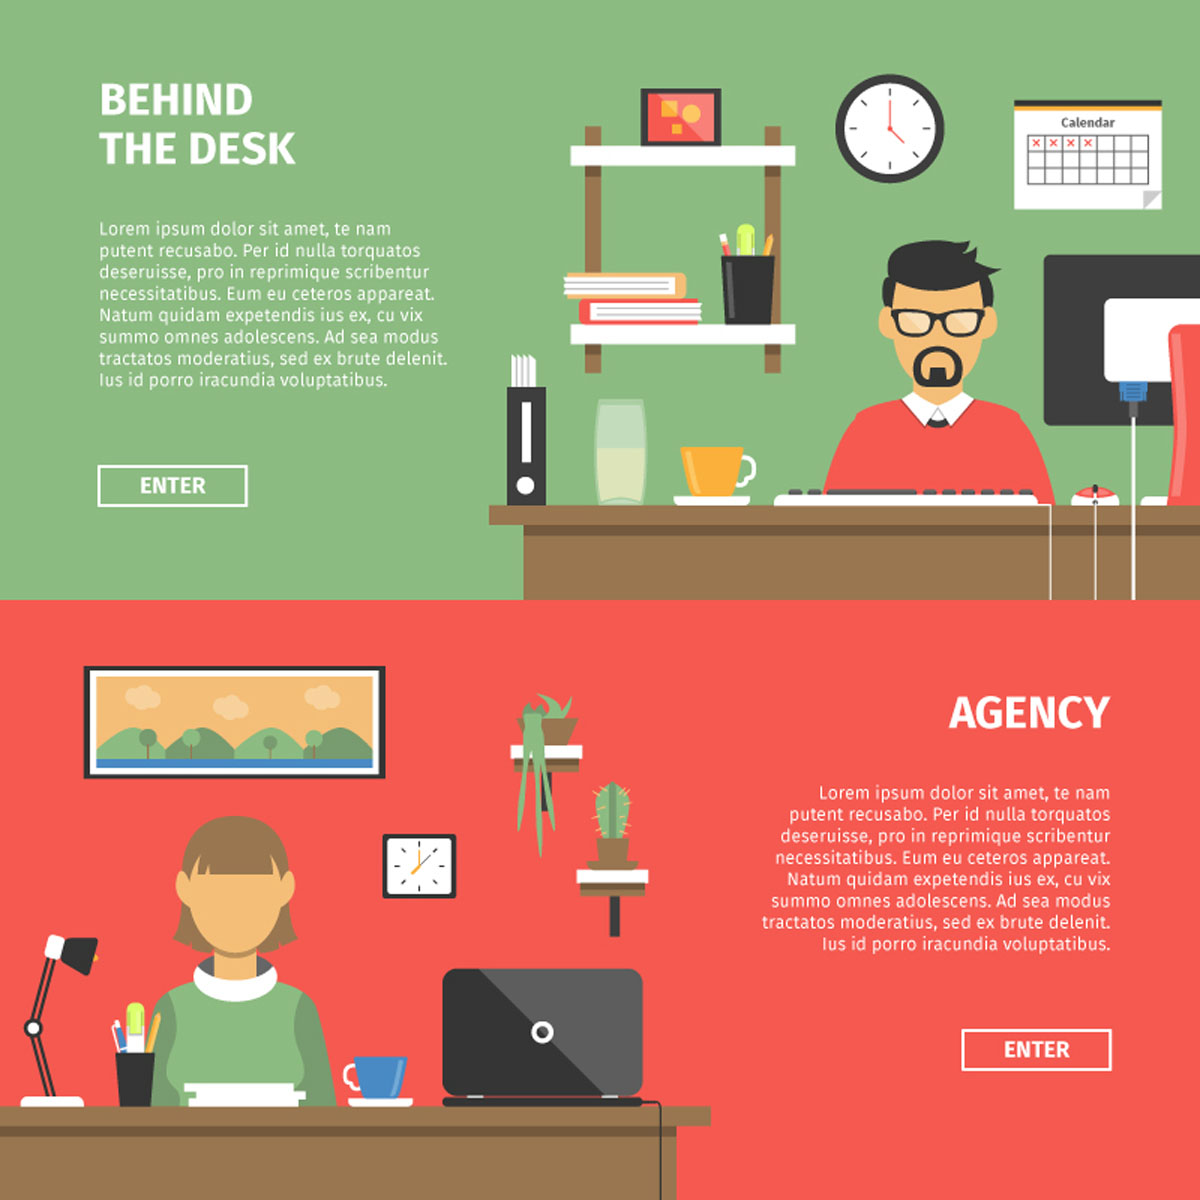 BEHIND
THE DESK
Lorem ipsum dolor sit amet, te nam
putent recusabo. Per id nulla torquatos
deseruisse, pro in reprimique scribentur
necessitatibus. Eum eu ceteros appareat.
Natum quidam expetendis ius ex, cu vix
summo omnes adolescens. Ad sea modus
tractatos moderatius, sed ex brute delenit.
Ius id porro iracundia voluptatibus.
ENTER
Calendar
AGENCY
Lorem ipsum dolor sit amet, te nam
putent recusabo. Per id nulla torquatos
deseruisse, pro in reprimique scribentur
necessitatibus. Eum eu ceteros appareat.
Natum quidam expetendis ius ex, cu vix
summo omnes adolescens. Ad sea modus
tractatos moderatius, sed ex brute delenit.
Ius id porro iracundia voluptatibus.
ENTER